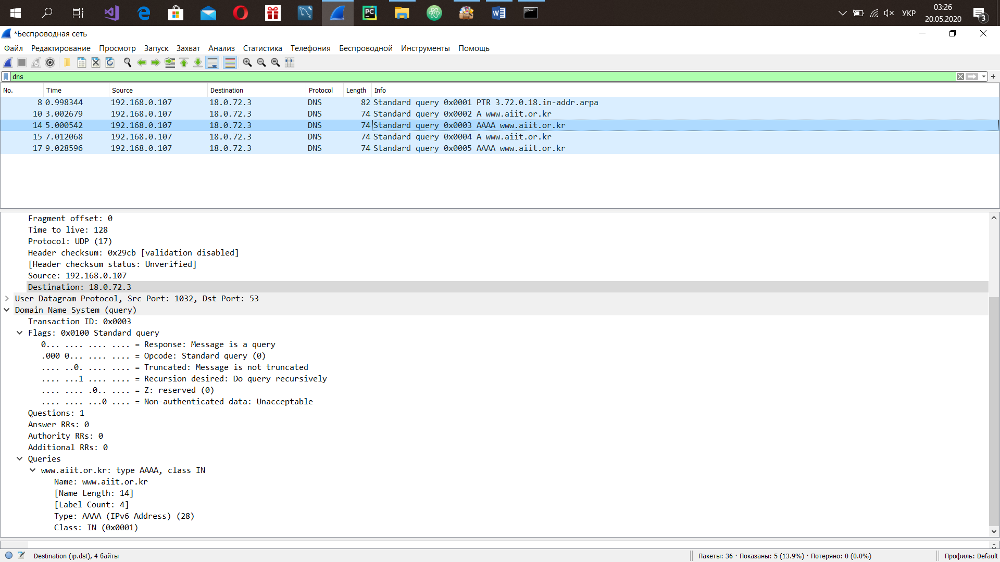 PC
W
УКР
03:26
20.05.2020
3
*Беспроводная сеть
Файл Редактирование Просмотр Запуск Захват Анализ Статистика Телефония Беспроводной Инструменты Помощь
dns
No. Time Source Destination Protocol Length Info
8 0.998344 192.168.0.107 18.0.72.3 DNS 82 Standard query 0x0001 PTR 3.72.0.18.in-addr.arpa
10 3.002679 192.168.0.107 18.0.72.3 DNS 74 Standard query 0x0002 A www.aiit.or.kr
14 5.000542 192.168.0.107 18.0.72.3 DNS 74 Standard query 0x0003 AAAA www.aiit.or.kr
15 7.012068 192.168.0.107 18.0.72.3 DNS 74 Standard query 0x0004 A www.aiit.or.kr
17 9.028596 192.168.0.107 18.0.72.3 DNS 74 Standard query 0x0005 AAAA www.aiit.or.kr
Fragment offset: 0
Time to live: 128
Protocol: UDP (17)
Header checksum: 0x29cb [validation disabled]
[Header checksum status: Unverified]
Source: 192.168.0.107
Destination: 18.0.72.3
User Datagram Protocol, Src Port: 1032, Dst Port: 53
Domain Name System (query)
Transaction ID: 0x0003
Flags: 0x0100 Standard query
0... .... .... .... = Response: Message is a query
.000 0... .... .... = Opcode: Standard query (0)
.... ..0. .... .... = Truncated: Message is not truncated
.... ...1 .... .... = Recursion desired: Do query recursively
.... .... .0.. .... = Z: reserved (0)
.... .... ...0 .... = Non-authenticated data: Unacceptable
Questions: 1
Answer RRs: 0
Authority RRs: 0
Additional RRs: 0
Queries
www.aiit.or.kr: type AAAA, class IN
Name: www.aiit.or.kr
[Name Length: 14]
[Label Count: 4]
Type: AAAA (IPv6 Address) (28)
Class: IN (0x0001)
Destination (ip.dst), 4 байты
Пакеты: 36 · Показаны: 5 (13.9%) · Потеряно: 0 (0.0%)
Профиль: Default